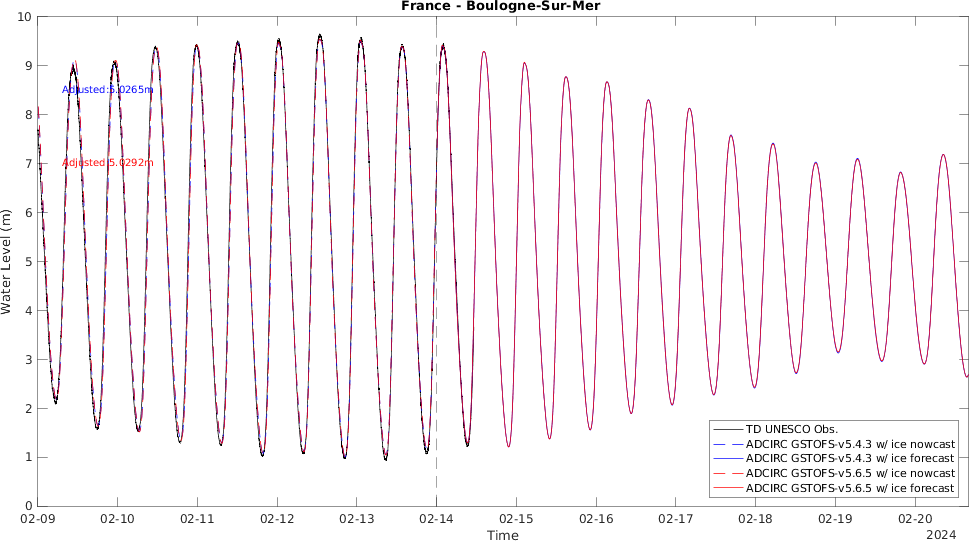 France - Boulogne-Sur-Mer
10
9
8
7
6
5
4
3
2
1
0
Water Level (m)
Adjusted:5.0265m
Adjusted:5.0292m
TD UNESCO Obs.
ADCIRC GSTOFS-v5.4.3 w/ ice nowcast
ADCIRC GSTOFS-v5.4.3 w/ ice forecast
ADCIRC GSTOFS-v5.6.5 w/ ice nowcast
ADCIRC GSTOFS-v5.6.5 w/ ice forecast
02-09 02-10 02-11 02-12 02-13 02-14 02-15 02-16 02-17 02-18 02-19 02-20
Time
2024